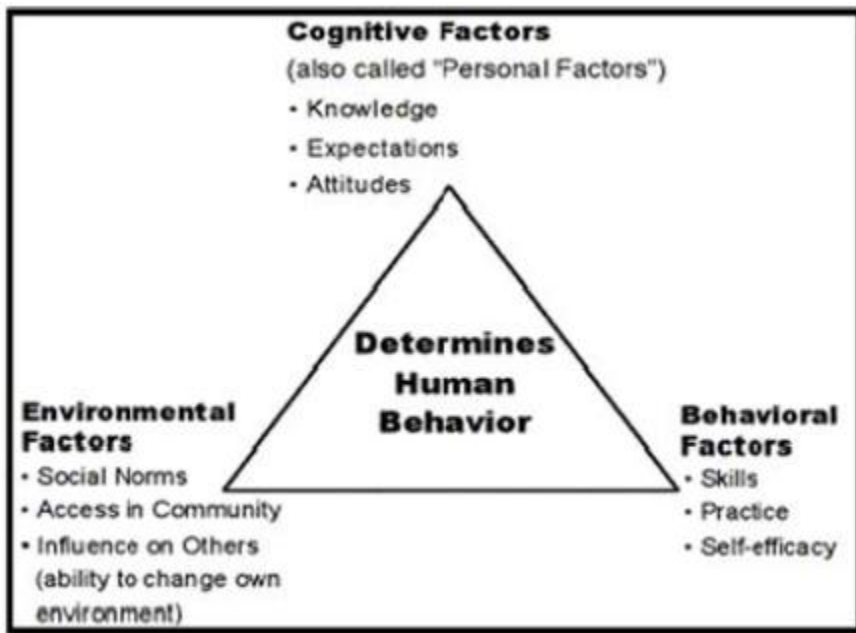 Cognitive Factors
(also called "Personal Factors")
• Knowledge
• Expectations
• Attitudes
Determines
Human
Behavior
Environmental
Factors
• Social Norms
• Access in Community
• Influence on Others
(ability to change own
environment)
Behavioral
Factors
• Skills
• Practice
• Self-efficacy